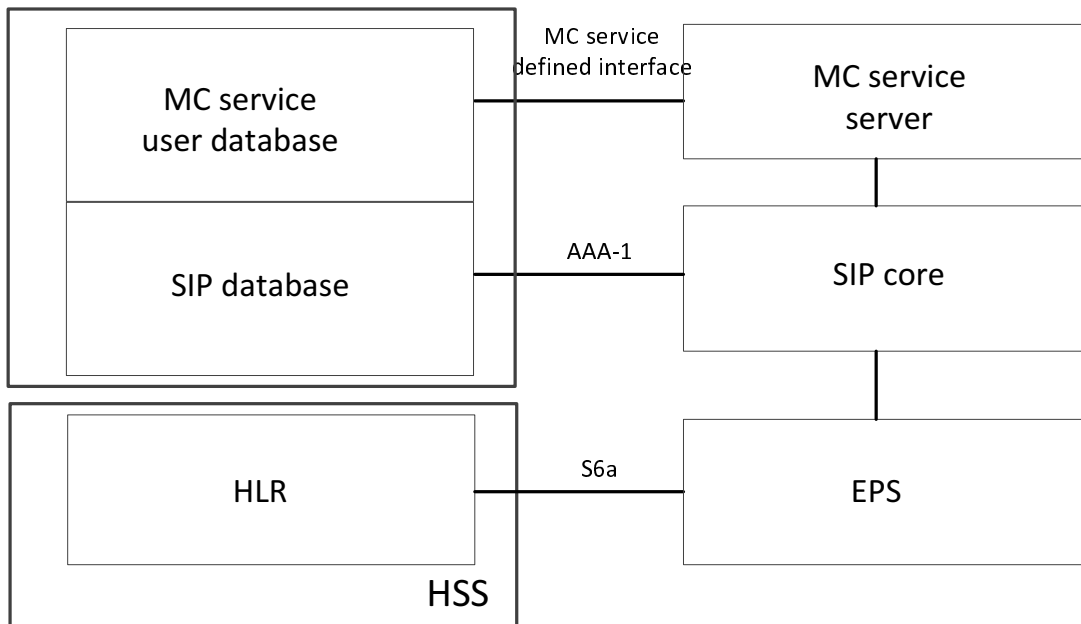 MC service
defined interface
MC service
user database
MC service
server
AAA-1
SIP database
SIP core
S6a
HLR
EPS
HSS